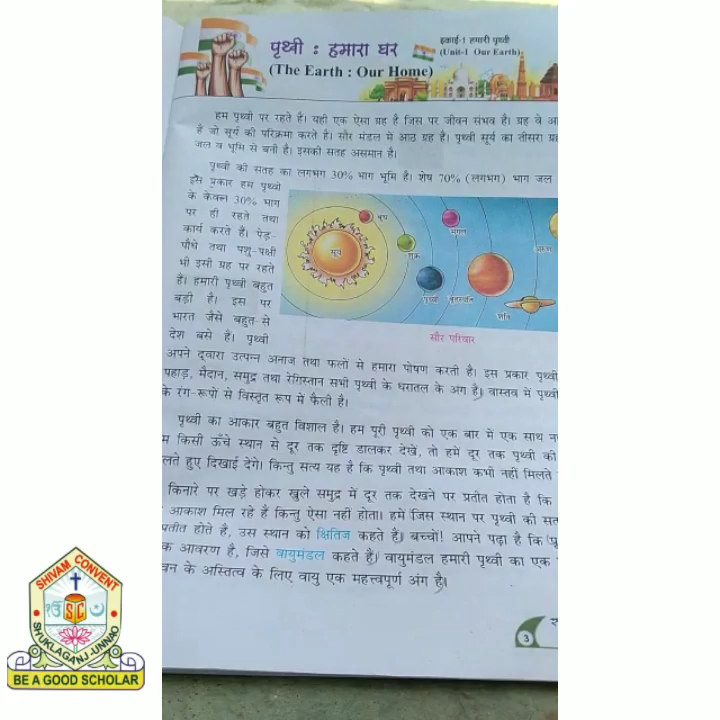 पृथ्वी : हमारा घर
(The Earth : Our Home)
इकाई-1 हमारी पृथ्वी
(Unit-1 Our Earth)
हम पृथ्वी पर रहते हैं। यही एक ऐसा ग्रह है जिस पर जीवन संभव है। ग्रह वे
है जो सूर्य की परिक्रमा करते हैं। सौर मंडल में आठ ग्रह हैं। पृथ्वी सूर्य का तीसरा
जल व भूमि से बनी है। इसकी सतह असमान है।
पृथ्वी की सतह का लगभग 30% भाग भूमि है। शेष 70% (लगभग) भाग जल
इस प्रकार हम पृथ्वी
के केवल 30% भाग
पर ही रहते तथा
कार्य करते हैं। पेड़-
पौधे तथा पशु-पक्षी
भी इसी ग्रह पर रहते
हैं। हमारी पृथ्वी बहुत
बड़ी है। इस पर
भारत जैसे बहुत-से
देश बसे हैं। पृथ्वी
सूर्य
बुध
शुक्र
पृथ्वी
मंगल
बृहस्पति
शनि
सौर परिवार
अपने द्वारा उत्पन्न अनाज तथा फलों से हमारा पोषण करती है। इस प्रकार पृथ्वी
पहाड़, मैदान, समुद्र तथा रेगिस्तान सभी पृथ्वी के धरातल के अंग हैं। वास्तव में पृथ्वी
के रंग-रूपों से विस्तृत रूप में फैली है।
पृथ्वी का आकार बहुत विशाल है। हम पूरी पृथ्वी को एक बार में एक साथ
किसी ऊँचे स्थान से दूर तक दृष्टि डालकर देखें, तो हमें दूर तक पृथ्वी की
हुए दिखाई देंगे। किन्तु सत्य यह है कि पृथ्वी तथा आकाश कभी नहीं मिलते
किनारे पर खड़े होकर खुले समुद्र में दूर तक देखने पर प्रतीत होता है कि
आकाश मिल रहे हैं किन्तु ऐसा नहीं होता। हमें जिस स्थान पर पृथ्वी की
प्रतीत होते है, उस स्थान को क्षितिज कहते हैं। बच्चों! आपने पढ़ा है कि
आवरण है, जिसे वायुमंडल कहते हैं। वायुमंडल हमारी पृथ्वी का एक
के अस्तित्व के लिए वायु एक महत्त्वपूर्ण अंग है।
3
SHIVAM CONVENT
SC
SHUKLAGANJ-UNNAO
BE A GOOD SCHOLAR